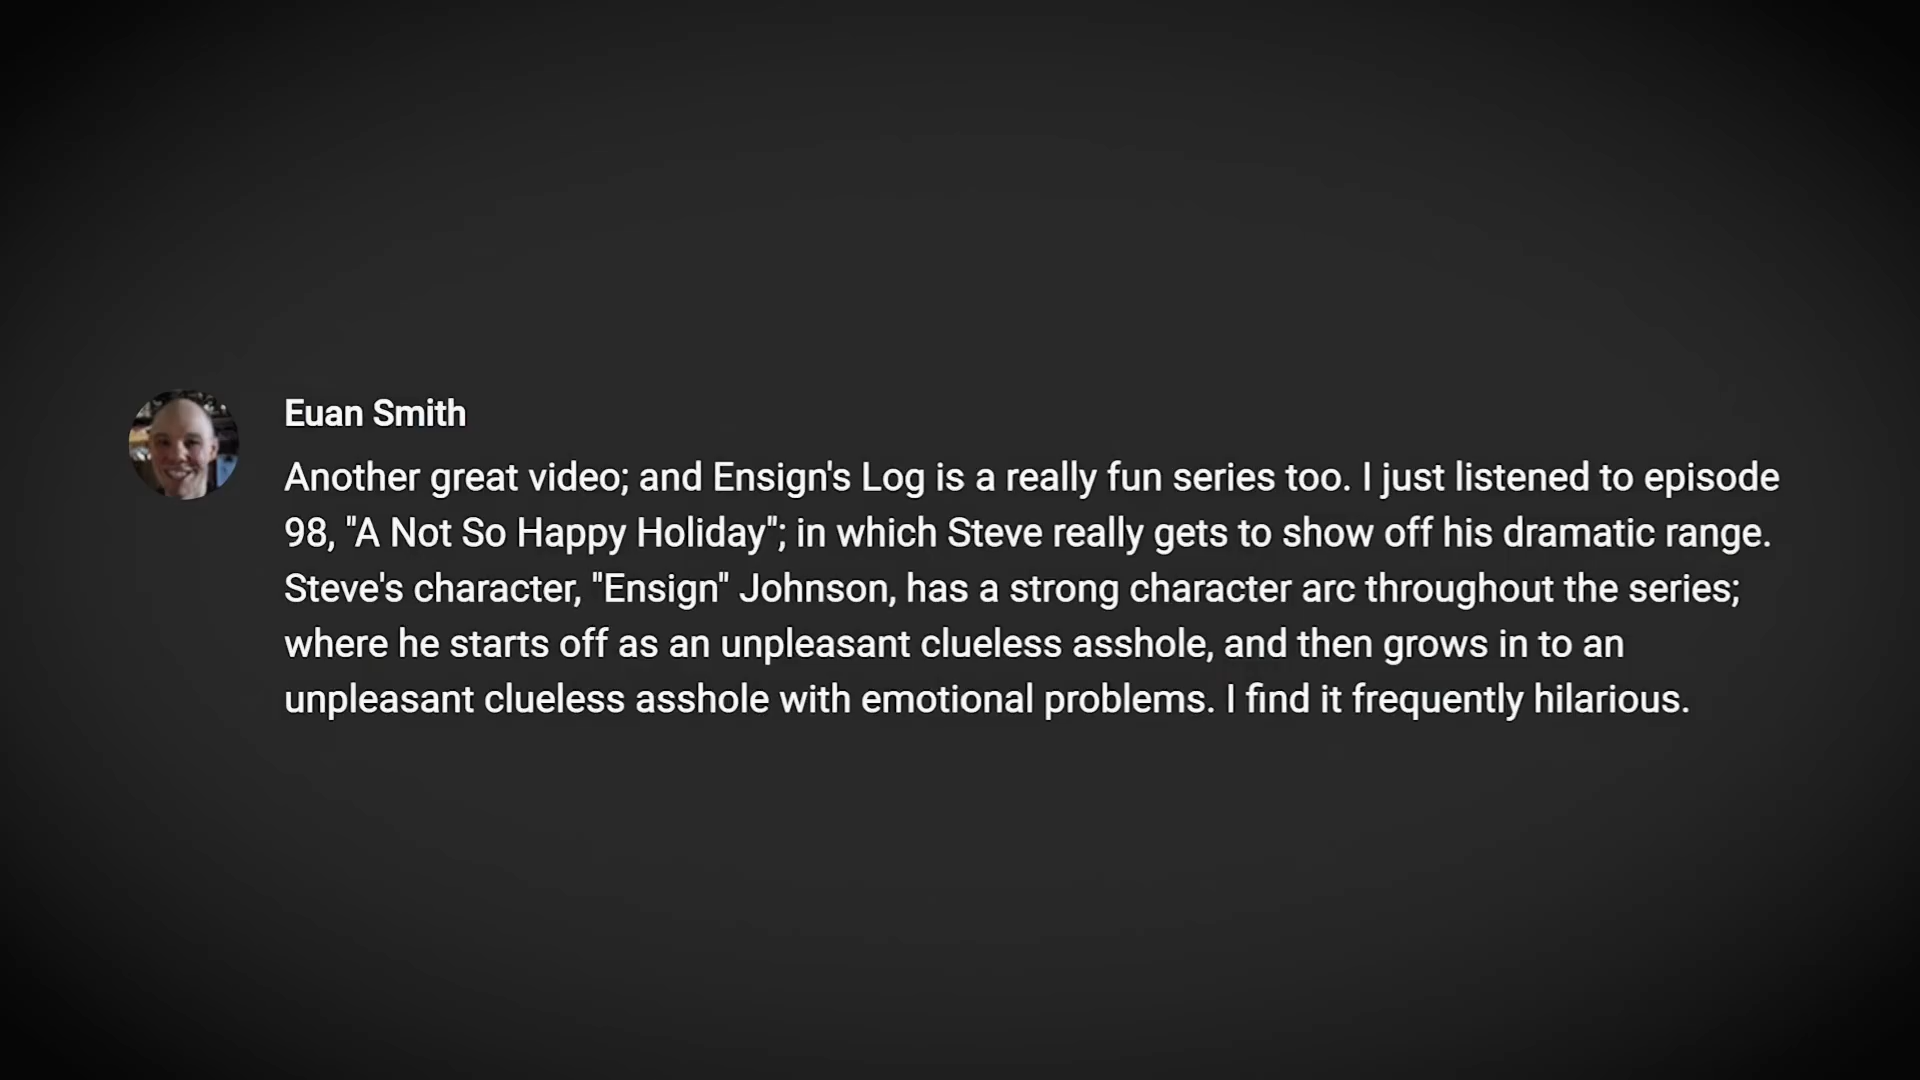 Euan Smith
Another great video; and Ensign's Log is a really fun series too. I just listened to episode
98, "A Not So Happy Holiday"; in which Steve really gets to show off his dramatic range.
Steve's character, "Ensign" Johnson, has a strong character arc throughout the series;
where he starts off as an unpleasant clueless asshole, and then grows in to an
unpleasant clueless asshole with emotional problems. I find it frequently hilarious.